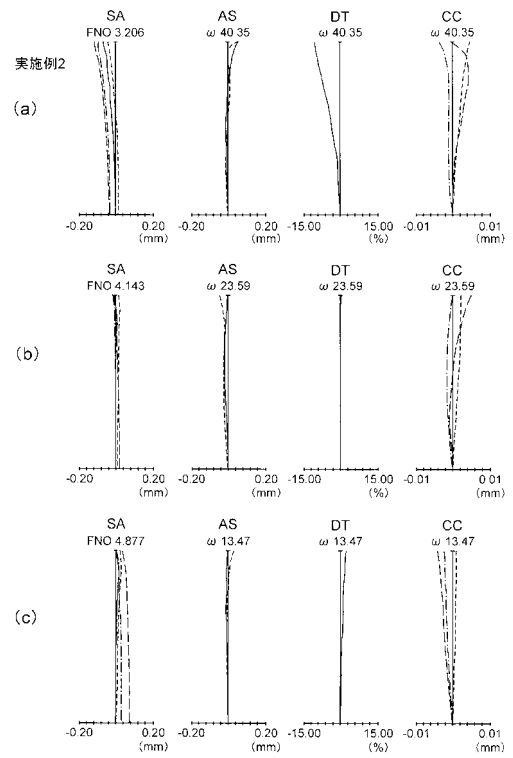 SA AS DT CC
FNO 3.206 ω 40.35 ω 40.35 ω 40.35
実施例2
(a)
-0.20 0.20 -0.20 0.20 -15.00 15.00 -0.01 0.01
(mm) (mm) (%) (mm)
SA AS DT CC
FNO 4.143 ω 23.59 ω 23.59 ω 23.59
(b)
-0.20 0.20 -0.20 0.20 -15.00 15.00 -0.01 0.01
(mm) (mm) (%) (mm)
SA AS DT CC
FNO 4.877 ω 13.47 ω 13.47 ω 13.47
(c)
-0.20 0.20 -0.20 0.20 -15.00 15.00 -0.01 0.01
(mm) (mm) (%) (mm)